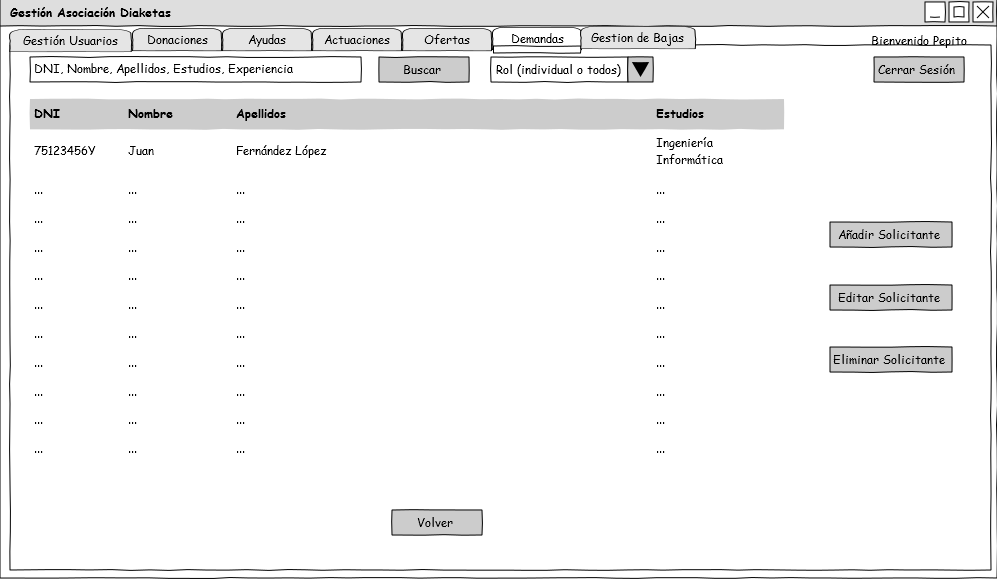 Gestión Asociación Diaketas
Gestión Usuarios Donaciones Ayudas Actuaciones Ofertas Demandas Gestion de Bajas
Bienvenido Pepito
DNI, Nombre, Apellidos, Estudios, Experiencia Buscar Rol (individual o todos) Cerrar Sesión
DNI Nombre Apellidos Estudios
75123456Y Juan Fernández López Ingeniería
Informática
... ... ... ...
... ... ... ...
... ... ... ...
... ... ... ...
... ... ... ...
... ... ... ...
... ... ... ...
... ... ... ...
... ... ... ...
... ... ... ...
Añadir Solicitante
Editar Solicitante
Eliminar Solicitante
Volver